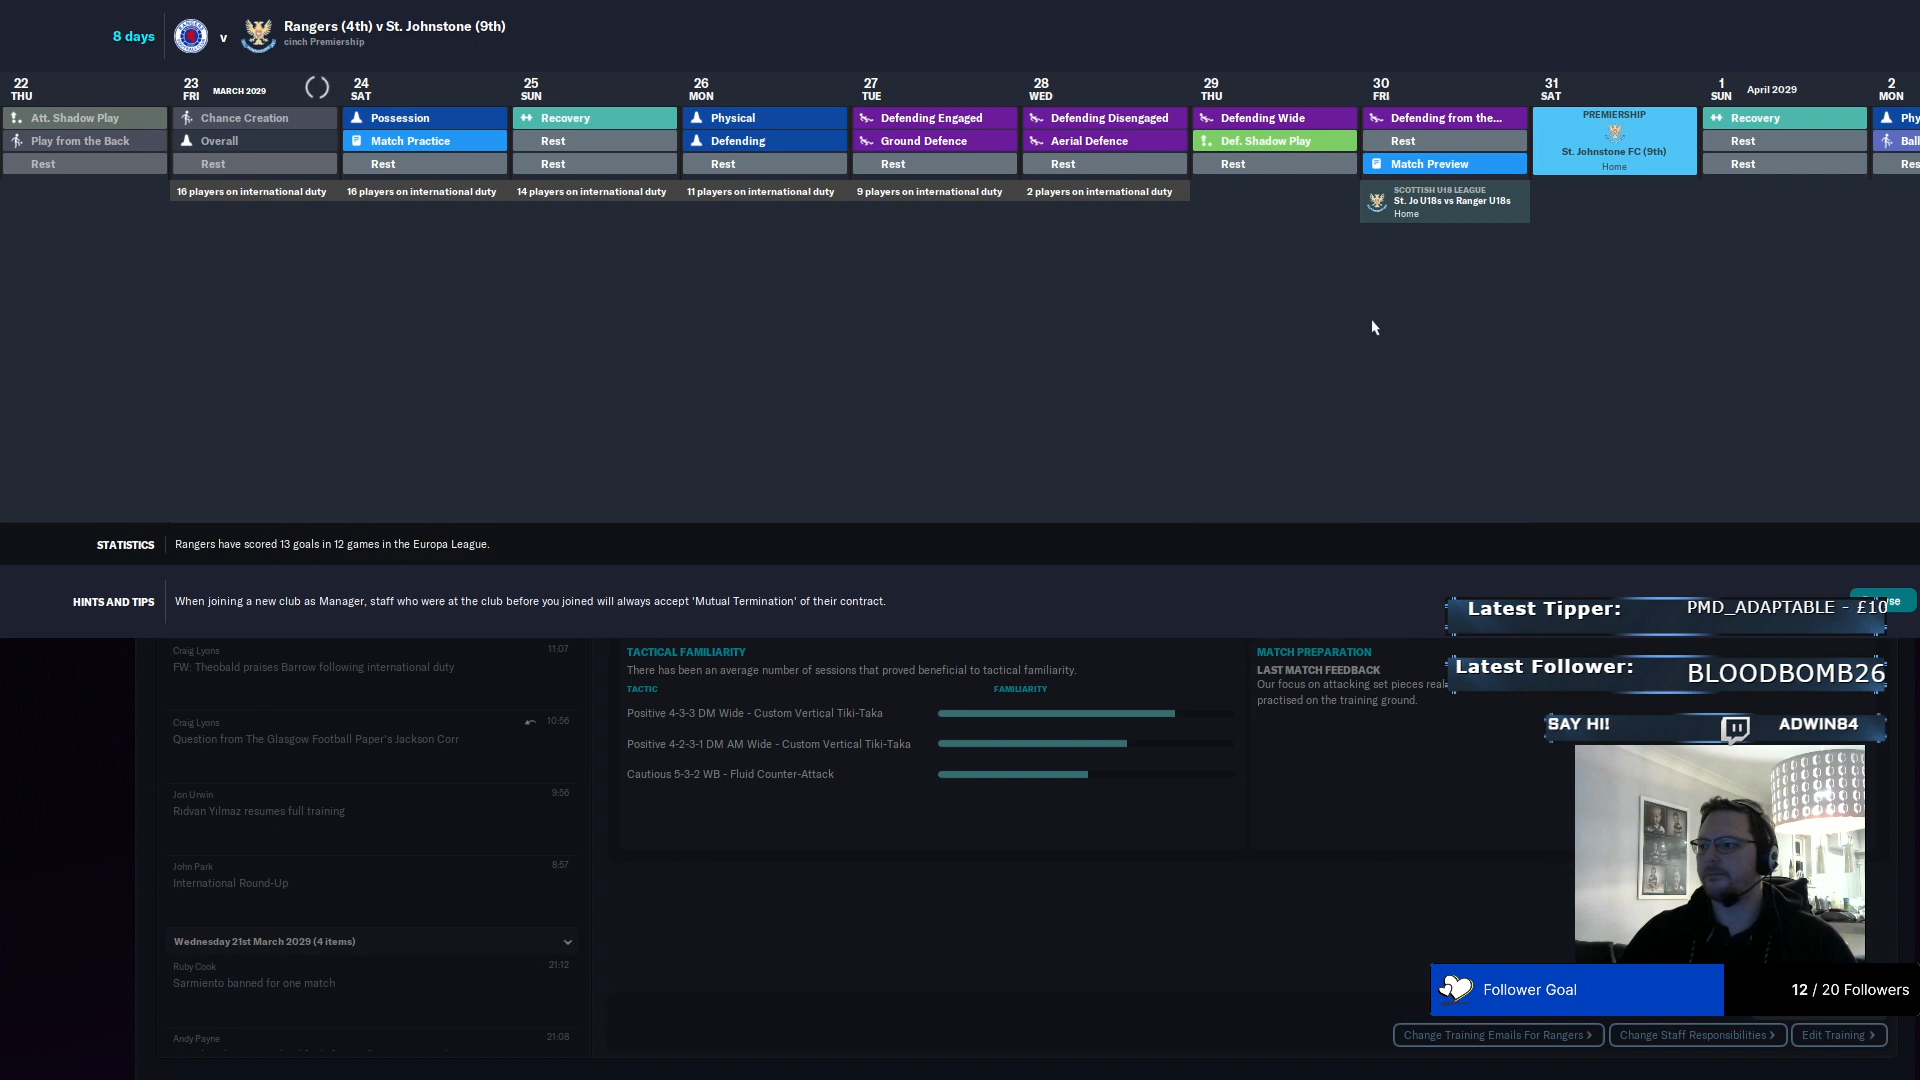 8 days
v
Rangers (4th) v St. Johnstone (9th)
cinch Premiership
22
THU
23
FRI
MARCH 2029
24
SAT
25
SUN
26
MON
27
TUE
28
WED
29
THU
30
FRI
31
SAT
1
SUN
April 2029
2
MON
Att. Shadow Play
Play from the Back
Rest
Chance Creation
Overall
Rest
Possession
Match Practice
Rest
Recovery
Rest
Rest
Physical
Defending
Rest
Defending Engaged
Ground Defence
Rest
Defending Disengaged
Aerial Defence
Rest
Defending Wide
Def. Shadow Play
Rest
Defending from the...
Rest
Match Preview
PREMIERSHIP
St. Johnstone FC (9th)
Home
Recovery
Rest
Rest
Phy
Ball
Res
16 players on international duty
16 players on international duty
14 players on international duty
11 players on international duty
9 players on international duty
2 players on international duty
SCOTTISH U18 LEAGUE
St. Jo U18s vs Ranger U18s
Home
STATISTICS
Rangers have scored 13 goals in 12 games in the Europa League.
HINTS AND TIPS
When joining a new club as Manager, staff who were at the club before you joined will always accept 'Mutual Termination' of their contract.
Latest Tipper: PMD_ADAPTABLE - £10
Latest Follower: BLOODBOMB26
SAY HI! ADWIN84
Craig Lyons 11:07
FW: Theobald praises Barrow following international duty
Craig Lyons 10:56
Question from The Glasgow Football Paper's Jackson Corr
Jon Urwin 9:56
Rıdvan Yılmaz resumes full training
John Park 8:57
International Round-Up
Wednesday 21st March 2029 (4 items)
Ruby Cook 21:12
Sarmiento banned for one match
Andy Payne 21:08
TACTICAL FAMILIARITY
There has been an average number of sessions that proved beneficial to tactical familiarity.
TACTIC FAMILIARITY
Positive 4-3-3 DM Wide - Custom Vertical Tiki-Taka
Positive 4-2-3-1 DM AM Wide - Custom Vertical Tiki-Taka
Cautious 5-3-2 WB - Fluid Counter-Attack
MATCH PREPARATION
LAST MATCH FEEDBACK
Our focus on attacking set pieces real
practised on the training ground.
Follower Goal
12 / 20 Followers
Change Training Emails For Rangers >
Change Staff Responsibilities >
Edit Training >